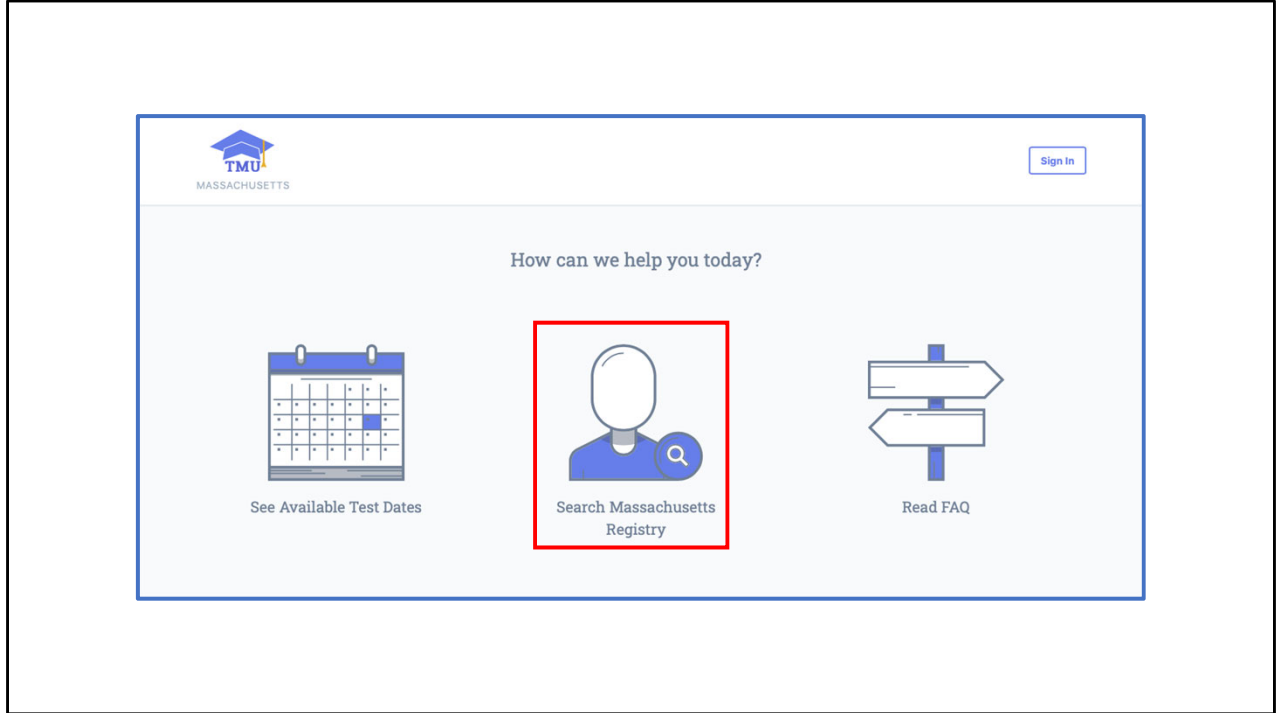 TMU
MASSACHUSETTS
Sign In
How can we help you today?
See Available Test Dates
Search Massachusetts
Registry
Read FAQ